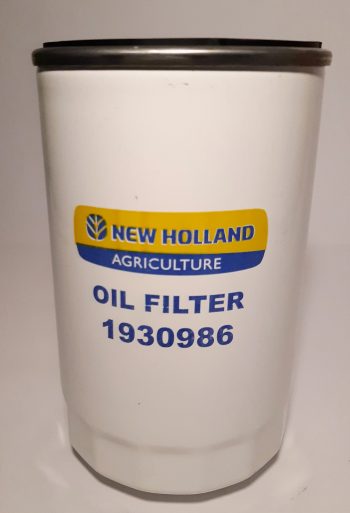 NEW HOLLAND
AGRICULTURE
OIL FILTER
1930986